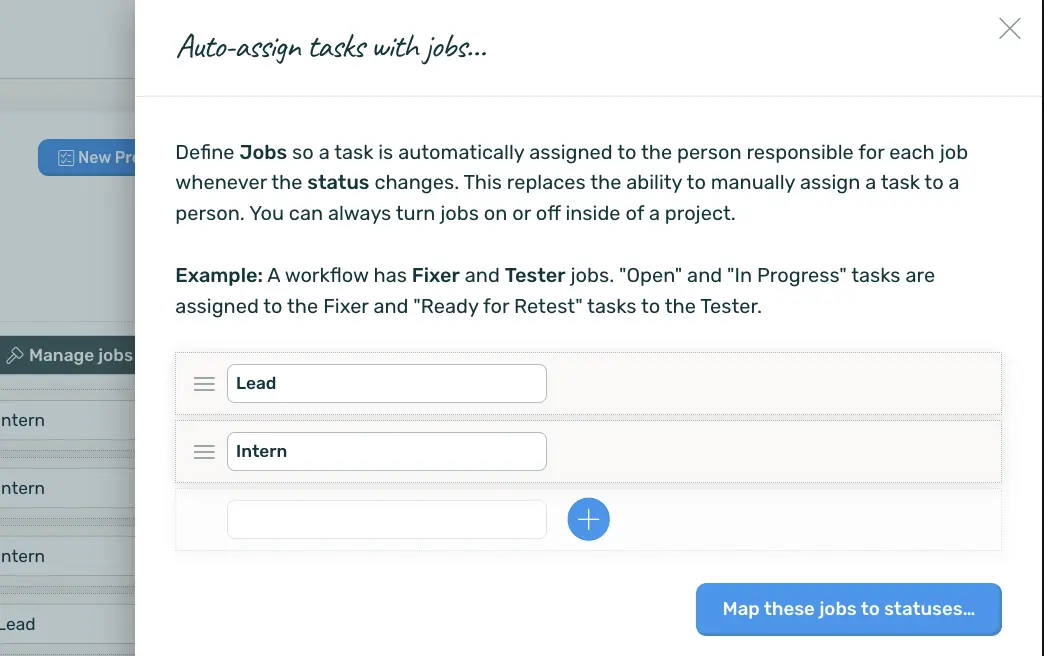 Auto-assign tasks with jobs...
New Pro
Define Jobs so a task is automatically assigned to the person responsible for each job
whenever the status changes. This replaces the ability to manually assign a task to a
person. You can always turn jobs on or off inside of a project.
Example: A workflow has Fixer and Tester jobs. "Open" and "In Progress" tasks are
assigned to the Fixer and "Ready for Retest" tasks to the Tester.
Manage jobs
Lead
ntern
Intern
ntern
ntern
Lead
Map these jobs to statuses...